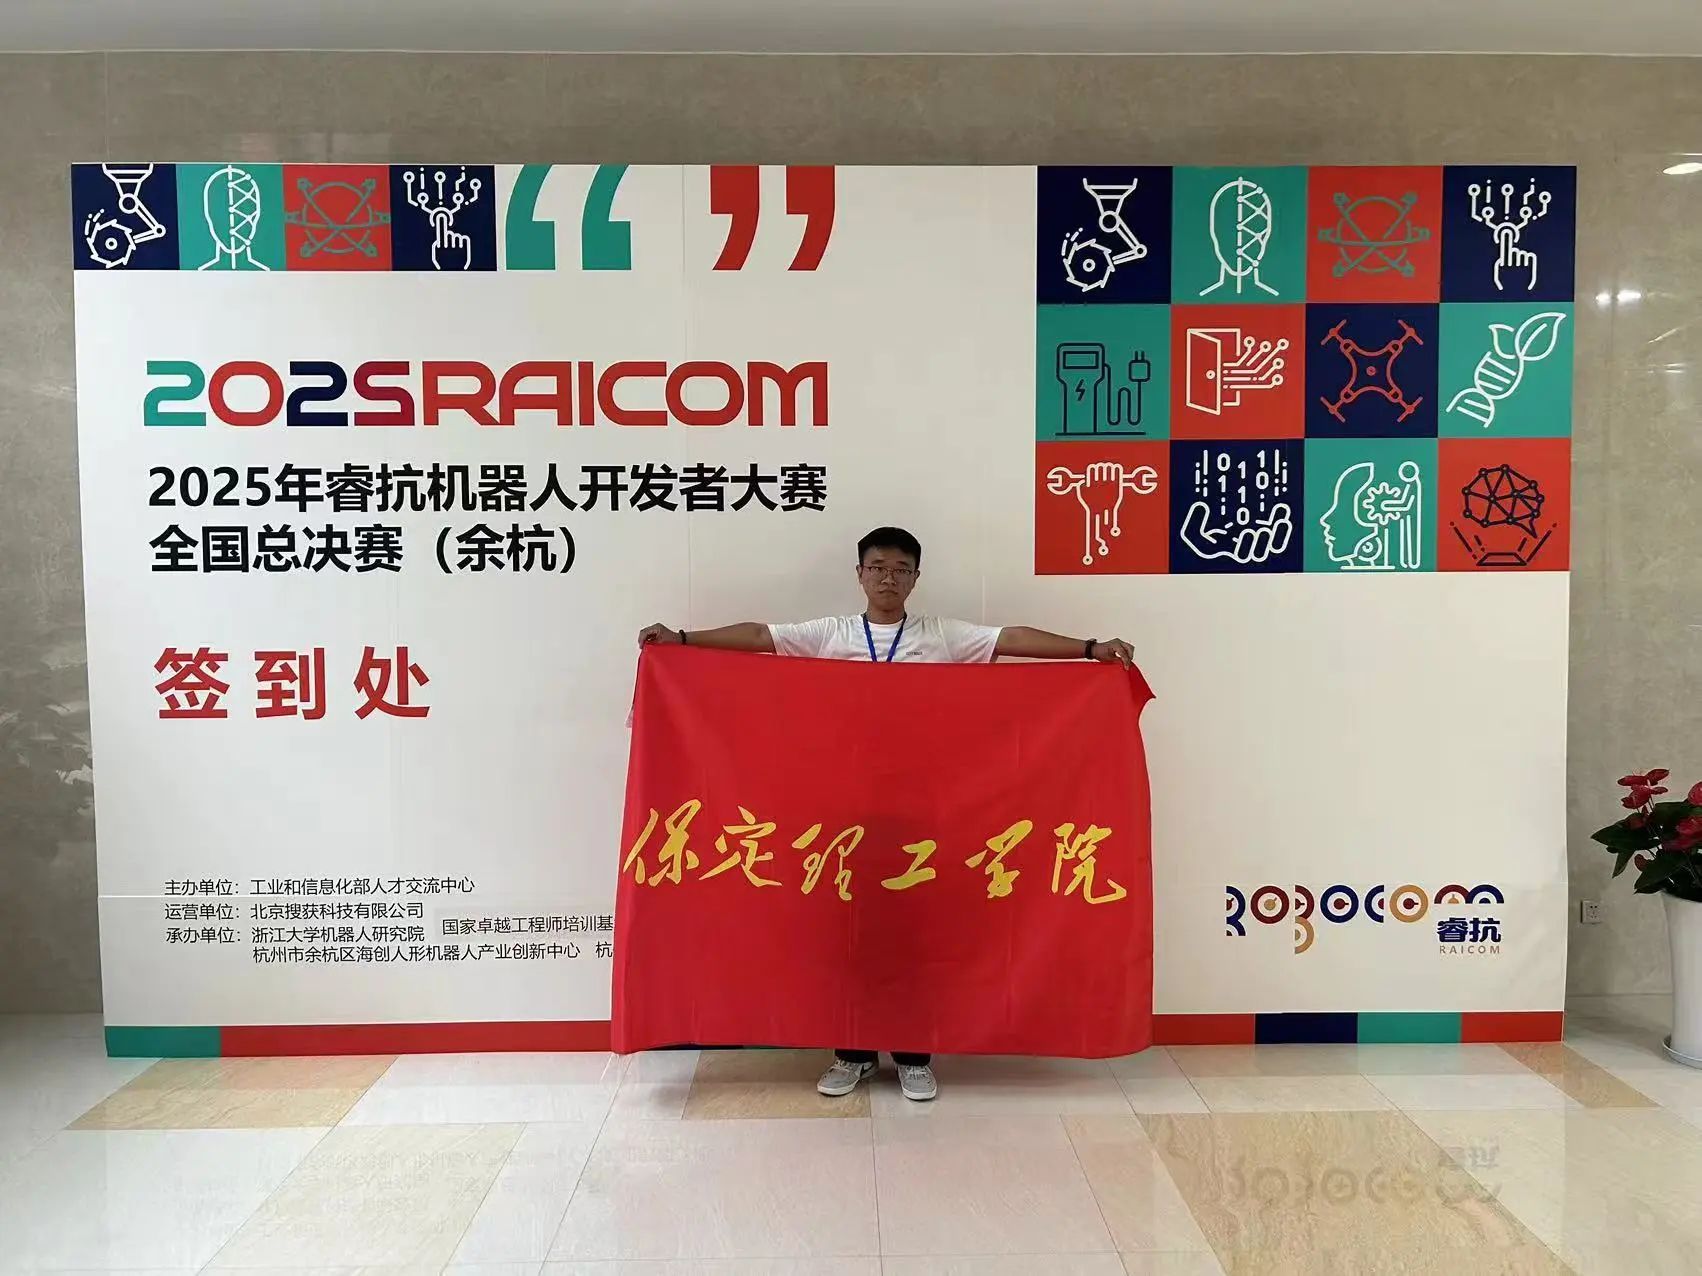 2025RAICOM
2025年睿抗机器人开发者大赛
全国总决赛（余杭）
签到处
主办单位：工业和信息化部人才交流中心
运营单位：北京搜获科技有限公司
承办单位：浙江大学机器人研究院 国家卓越工程师培训基
杭州市余杭区海创人形机器人产业创新中心 杭
保定理工学院
ROBOCOM
睿抗
RAICOM